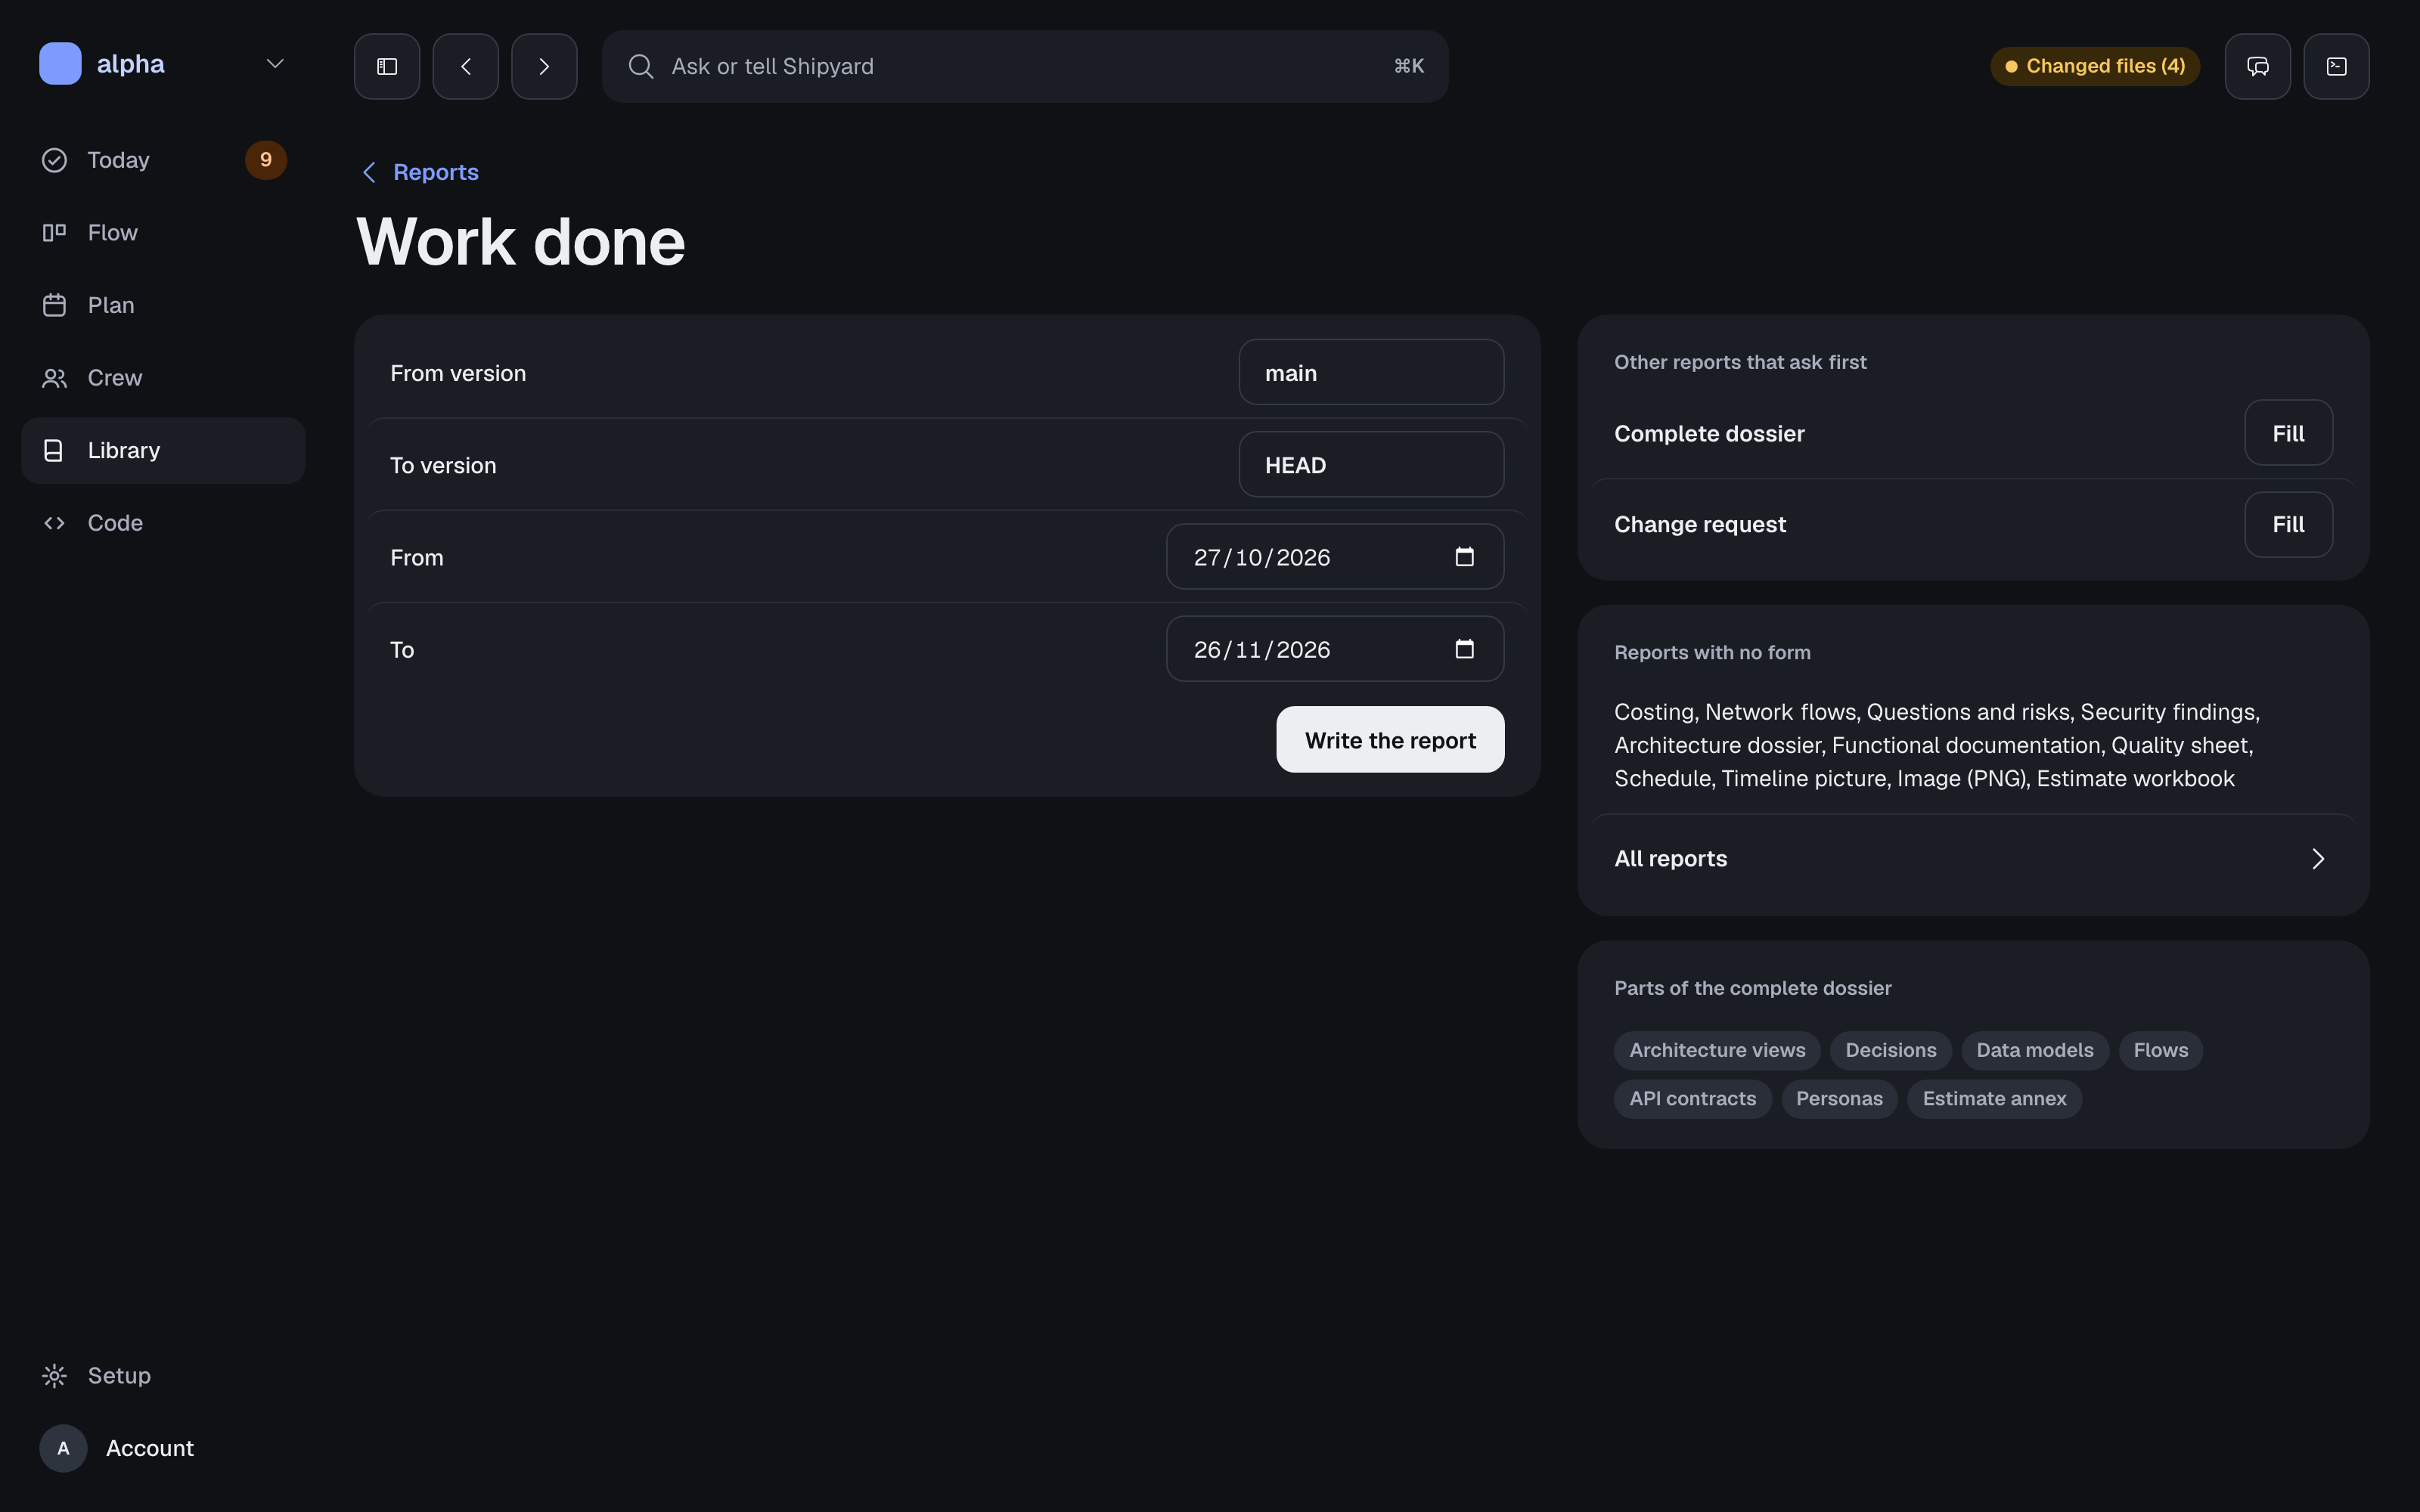 alpha
Today
9
Flow
Plan
Crew
Library
Code
Setup
A
Account
Ask or tell Shipyard
⌘K
Changed files (4)
Reports
Work done
From version
main
To version
HEAD
From
27/10/2026
To
26/11/2026
Write the report
Other reports that ask first
Complete dossier
Fill
Change request
Fill
Reports with no form
Costing, Network flows, Questions and risks, Security findings,
Architecture dossier, Functional documentation, Quality sheet,
Schedule, Timeline picture, Image (PNG), Estimate workbook
All reports
Parts of the complete dossier
Architecture views
Decisions
Data models
Flows
API contracts
Personas
Estimate annex